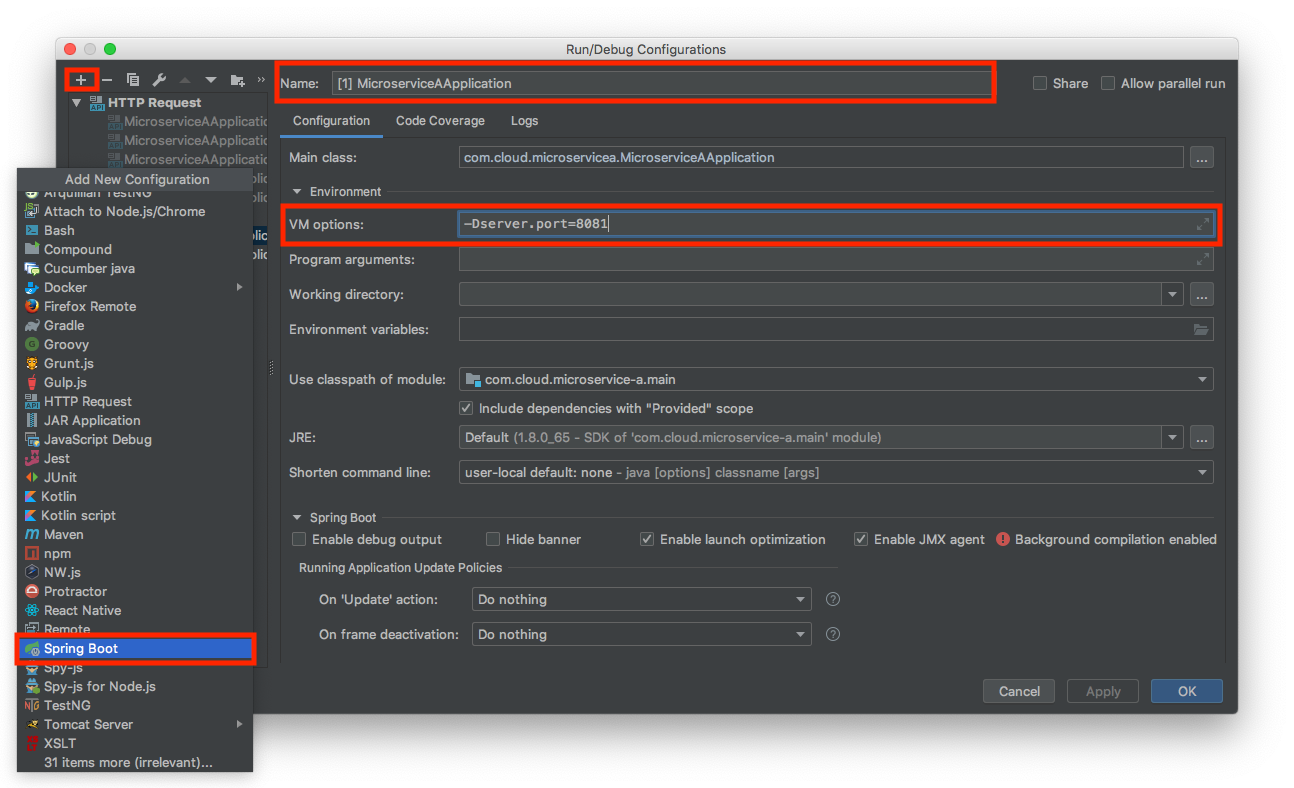 Run/Debug Configurations
Name: [1] MicroserviceAApplication
Share
Allow parallel run
HTTP Request
MicroserviceAApplicatio
MicroserviceAApplicatio
MicroserviceAApplicatio
Configuration
Code Coverage
Logs
Main class: com.cloud.microservicea.MicroserviceAApplication
...
Environment
VM options: -Dserver.port=8081
Program arguments:
Working directory:
...
Environment variables:
Use classpath of module: com.cloud.microservice-a.main
Include dependencies with "Provided" scope
JRE: Default (1.8.0_65 - SDK of 'com.cloud.microservice-a.main' module)
...
Shorten command line: user-local default: none - java [options] classname [args]
Spring Boot
Enable debug output
Hide banner
Enable launch optimization
Enable JMX agent
Background compilation enabled
Running Application Update Policies
On 'Update' action: Do nothing
On frame deactivation: Do nothing
Cancel
Apply
OK
Add New Configuration
Arquillian TestNG
Attach to Node.js/Chrome
Bash
Compound
Cucumber java
Docker
Firefox Remote
Gradle
Groovy
Grunt.js
Gulp.js
HTTP Request
JAR Application
JavaScript Debug
Jest
JUnit
Kotlin
Kotlin script
Maven
npm
NW.js
Protractor
React Native
Remote
Spring Boot
Spy-js
Spy-js for Node.js
TestNG
Tomcat Server
XSLT
31 items more (irrelevant)...